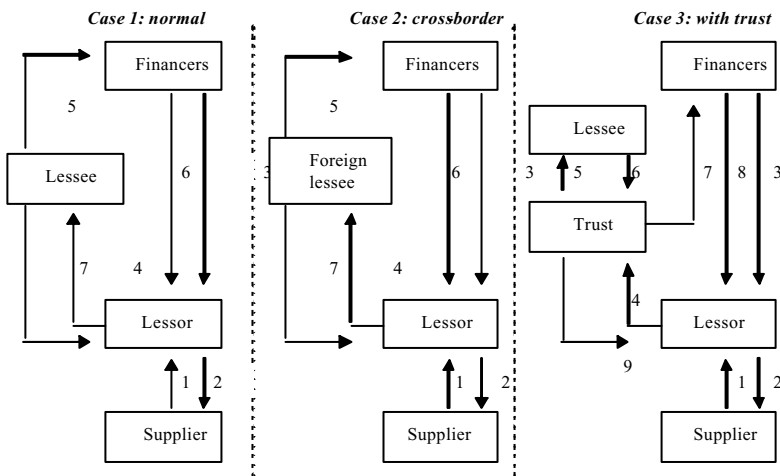 Case 1: normal
Case 2: crossborder
Case 3: with trust
Financers
5
6
Lessee
7
4
Lessor
1
2
Supplier
Financers
5
3
Foreign
lessee
6
7
4
Lessor
1
2
Supplier
Financers
Lessee
3
5
6
7
8
3
Trust
4
Lessor
9
1
2
Supplier